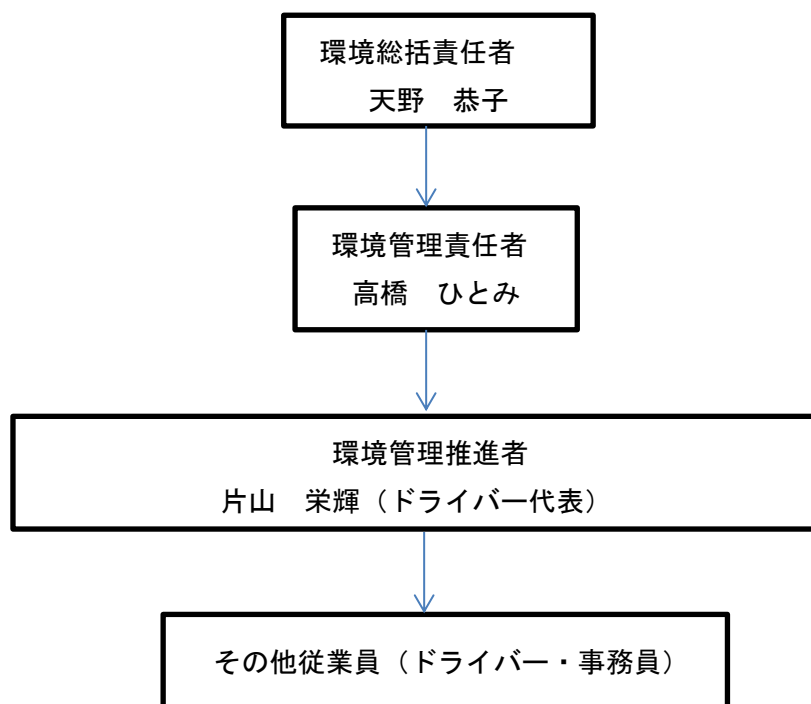 環境総括責任者
天野　恭子
環境管理責任者
高橋　ひとみ
環境管理推進者
片山　栄輝（ドライバー代表）
その他従業員（ドライバー・事務員）